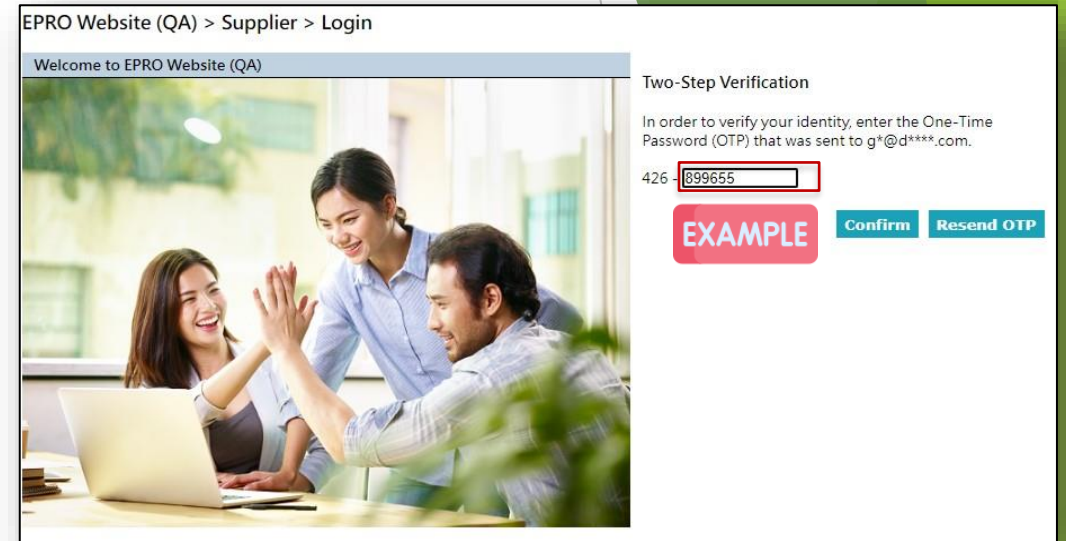 EPRO Website (QA) > Supplier > Login
Welcome to EPRO Website (QA)
Two-Step Verification
In order to verify your identity, enter the One-Time
Password (OTP) that was sent to g*@d****.com.
426 - 899655
EXAMPLE
Confirm
Resend OTP